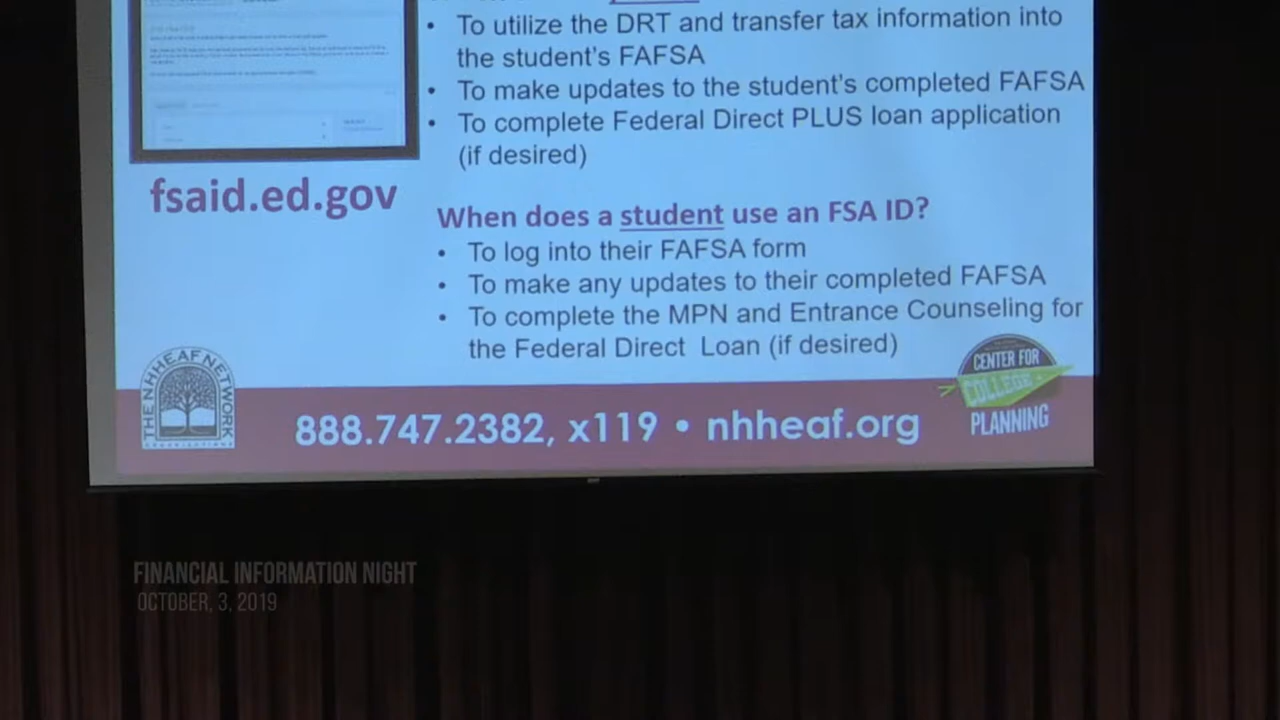 • To utilize the DRT and transfer tax information into
the student's FAFSA
• To make updates to the student's completed FAFSA
• To complete Federal Direct PLUS loan application
(if desired)
fsaid.ed.gov
When does a student use an FSA ID?
• To log into their FAFSA form
• To make any updates to their completed FAFSA
• To complete the MPN and Entrance Counseling for
the Federal Direct Loan (if desired)
THE NHHEAF NETWORK
ORGANIZATIONS
CENTER FOR
COLLEGE
PLANNING
888.747.2382, x119 • nhheaf.org
FINANCIAL INFORMATION NIGHT
OCTOBER, 3, 2019